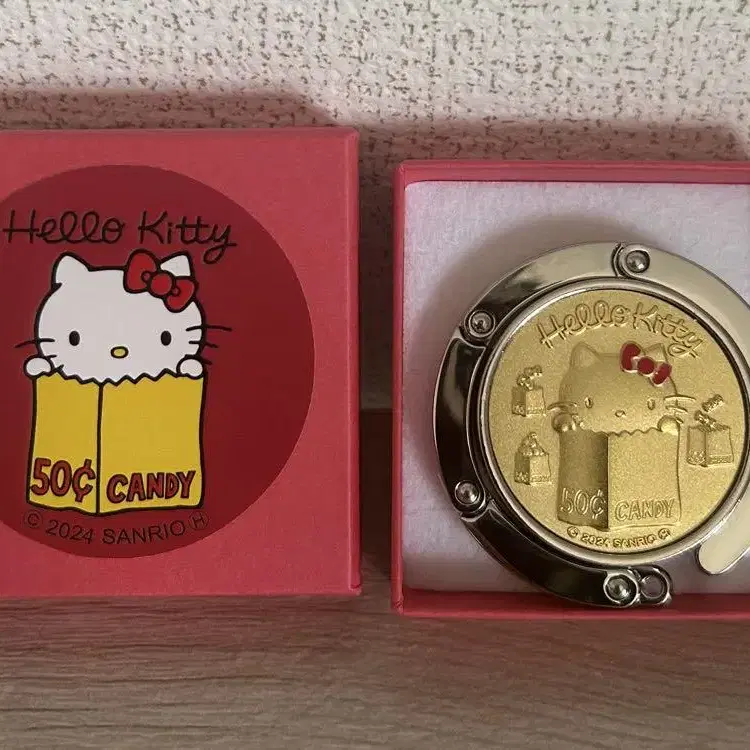 Hello Kitty
50¢ CANDY
© 2024 SANRIO Ⓗ
Hello Kitty
50¢ CANDY
© 2024 SANRIO Ⓗ